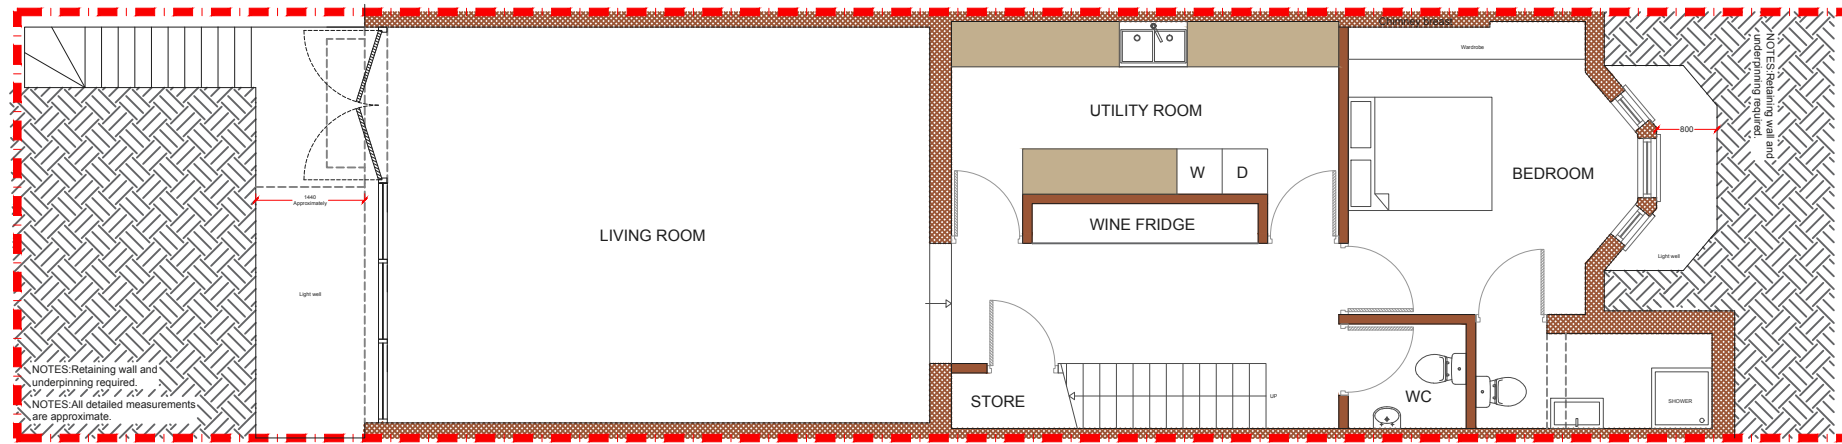 Chimney breast
Wardrobe
NOTES:Retaining wall and
underpinning required.
800
UTILITY ROOM
W
D
BEDROOM
1440
Approximately
WINE FRIDGE
LIVING ROOM
Light well
Light well
NOTES:Retaining wall and
underpinning required.
NOTES:All detailed measurements
are approximate.
STORE
UP
WC
SHOWER